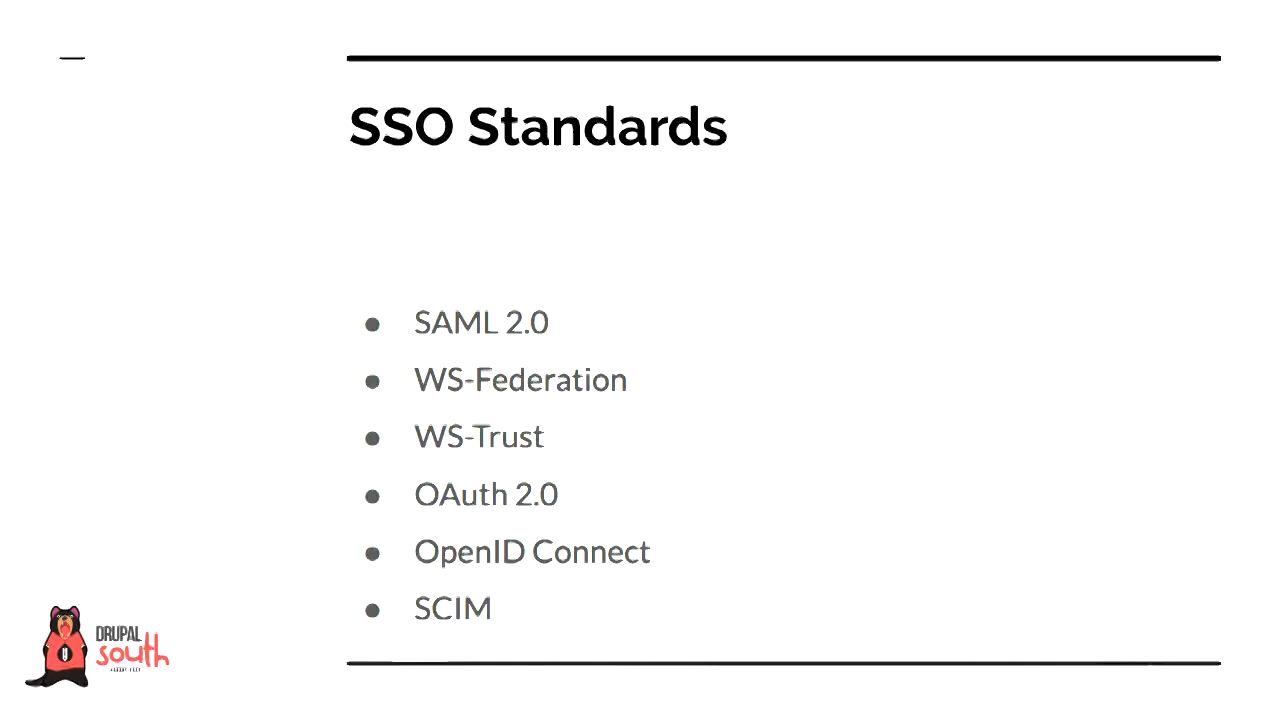 SSO Standards
● SAML 2.0
● WS-Federation
● WS-Trust
● OAuth 2.0
● OpenID Connect
● SCIM
DRUPAL
south